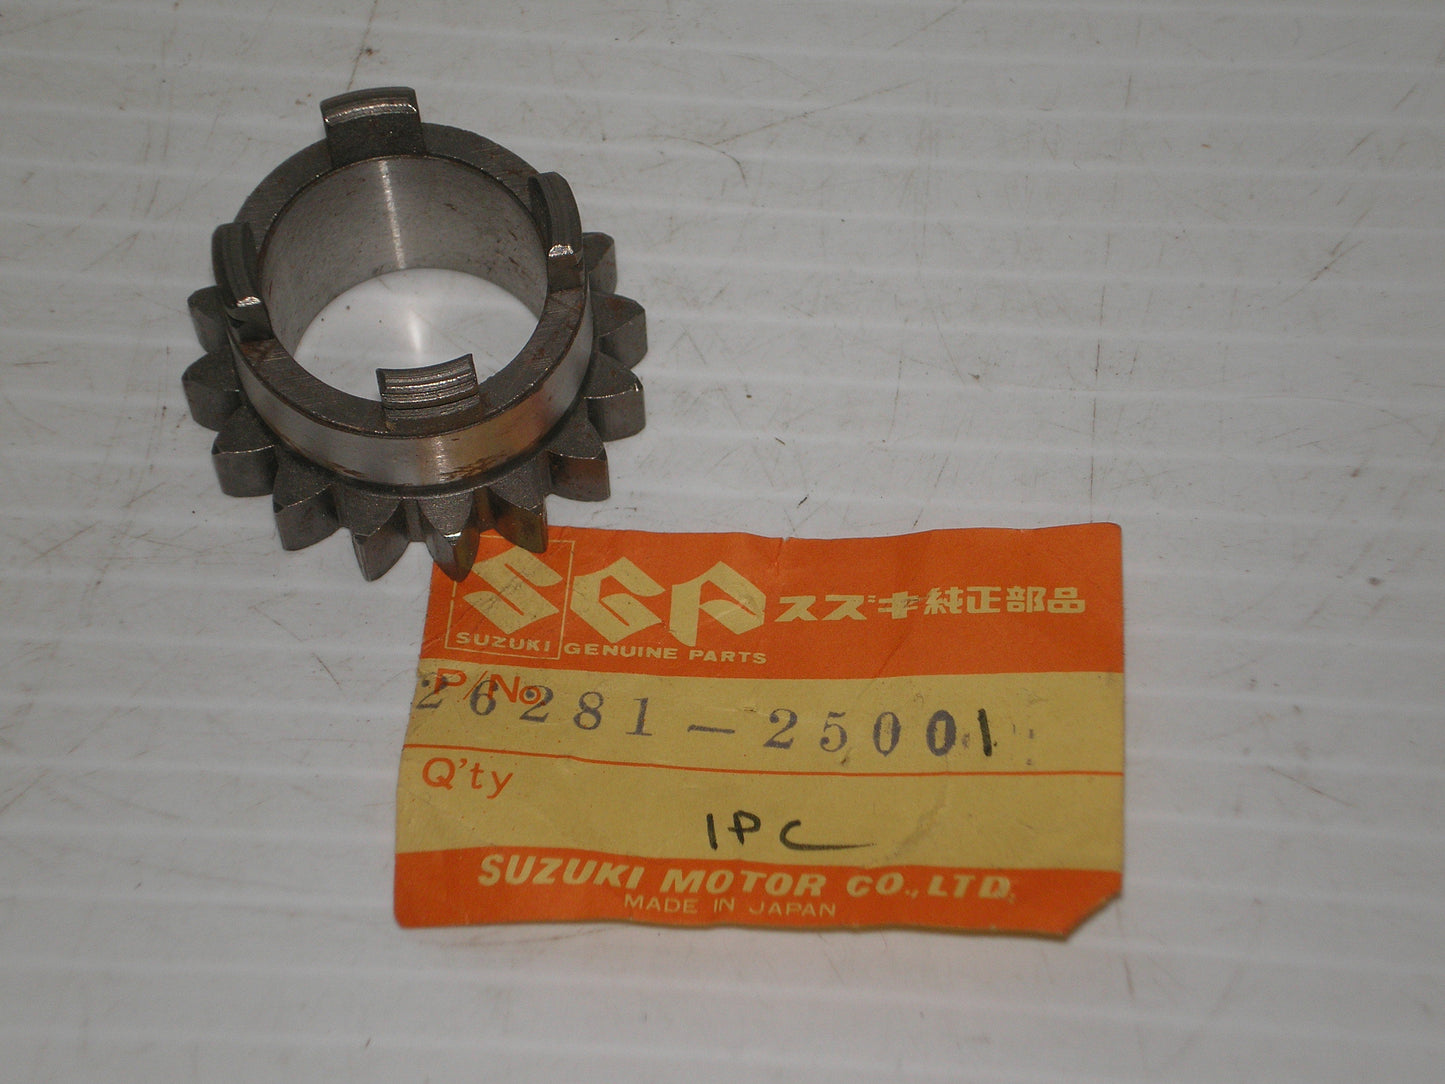 SGP スズキ純正部品
SUZUKI GENUINE PARTS
P/No 26281-25001
Q'ty
1PC
SUZUKI MOTOR CO., LTD.
MADE IN JAPAN